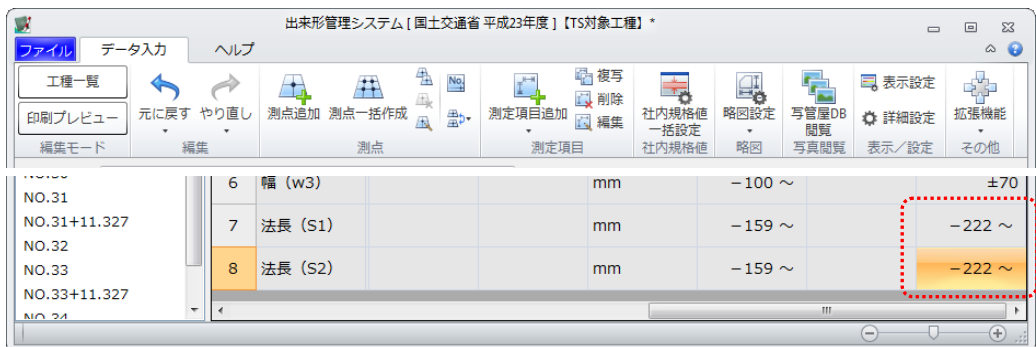 出来形管理システム [ 国土交通省 平成23年度 ]【TS対象工種】*
ファイル データ入力 ヘルプ
工種一覧
印刷プレビュー
編集モード
元に戻す やり直し
編集
測点追加 測点一括作成 No.
測点
測定項目追加 複写
削除
編集
測定項目
社内規格値
一括設定
社内規格値
略図設定
略図
写管屋DB
閲覧
写真閲覧
表示設定
詳細設定
表示／設定
拡張機能
その他
6 幅（w3） mm －100 ～ ±70
NO.31
NO.31+11.327
7 法長（S1） mm －159 ～ －222 ～
NO.32
NO.33
8 法長（S2） mm －159 ～ －222 ～
NO.33+11.327